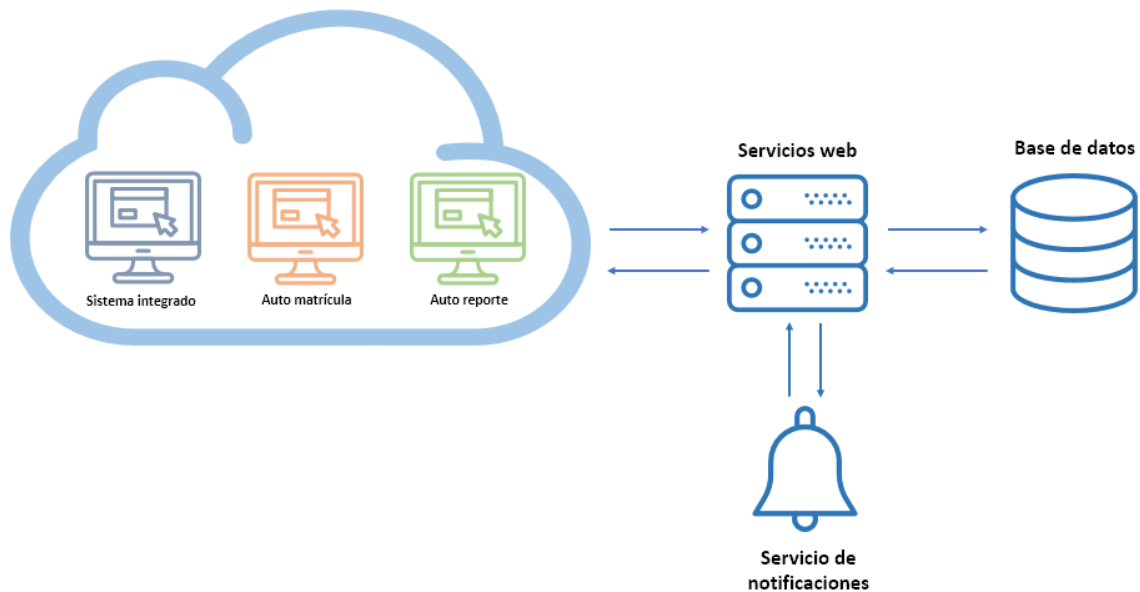 Servicios web
Base de datos
Sistema integrado
Auto matrícula
Auto reporte
Servicio de
notificaciones